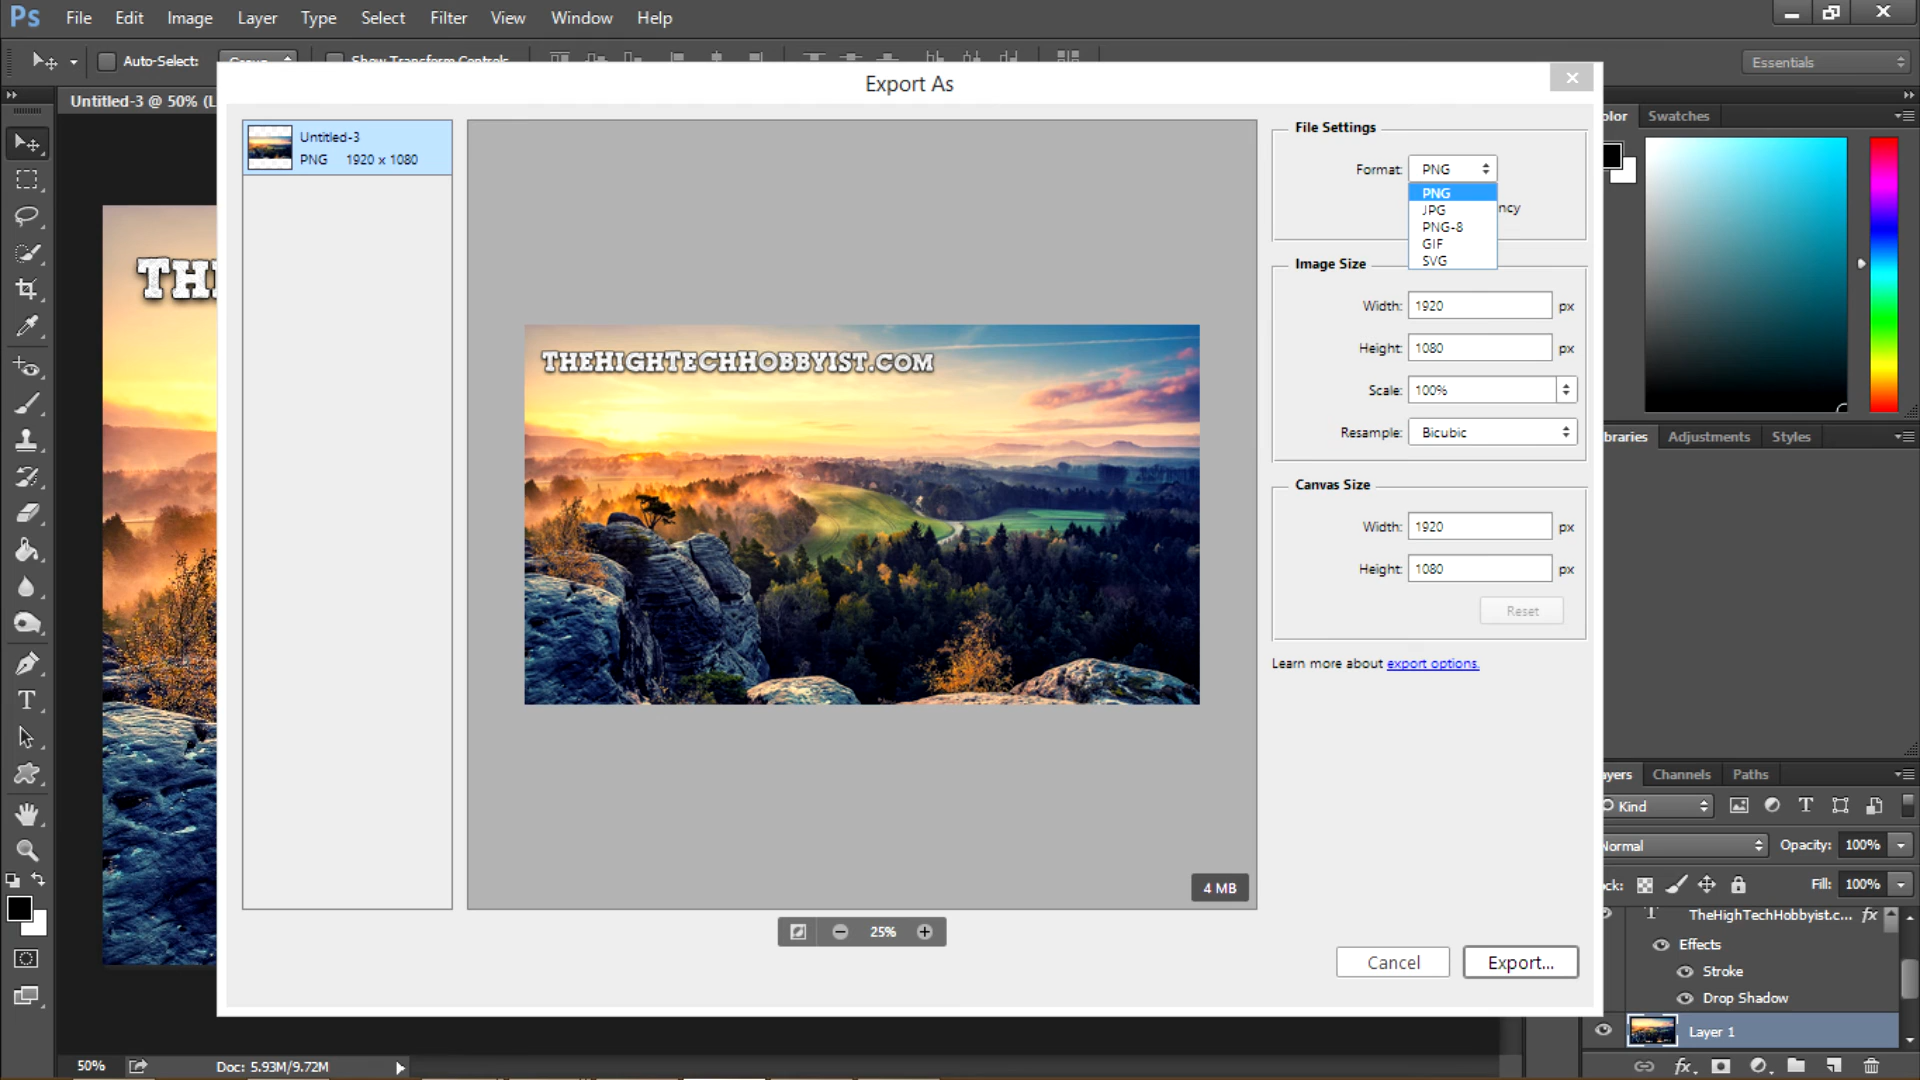 Ps File Edit Image Layer Type Select Filter View Window Help
Auto-Select:
Show Transform Controls
Essentials
Export As
Untitled-3 @ 50% (L
Untitled-3
PNG 1920 x 1080
TH
THEHIGHTECHHOBBYIST.COM
4 MB
25%
File Settings
Format: PNG
PNG
JPG
PNG-8
GIF
SVG
ncy
Image Size
Width: 1920 px
Height: 1080 px
Scale: 100%
Resample: Bicubic
Canvas Size
Width: 1920 px
Height: 1080 px
Reset
Learn more about export options.
Cancel Export...
olor Swatches
braries Adjustments Styles
ayers Channels Paths
Kind
Normal Opacity: 100%
ck: Fill: 100%
T TheHighTechHobbyist.c... fx
Effects
Stroke
Drop Shadow
Layer 1
fx
50% Doc: 5.93M/9.72M